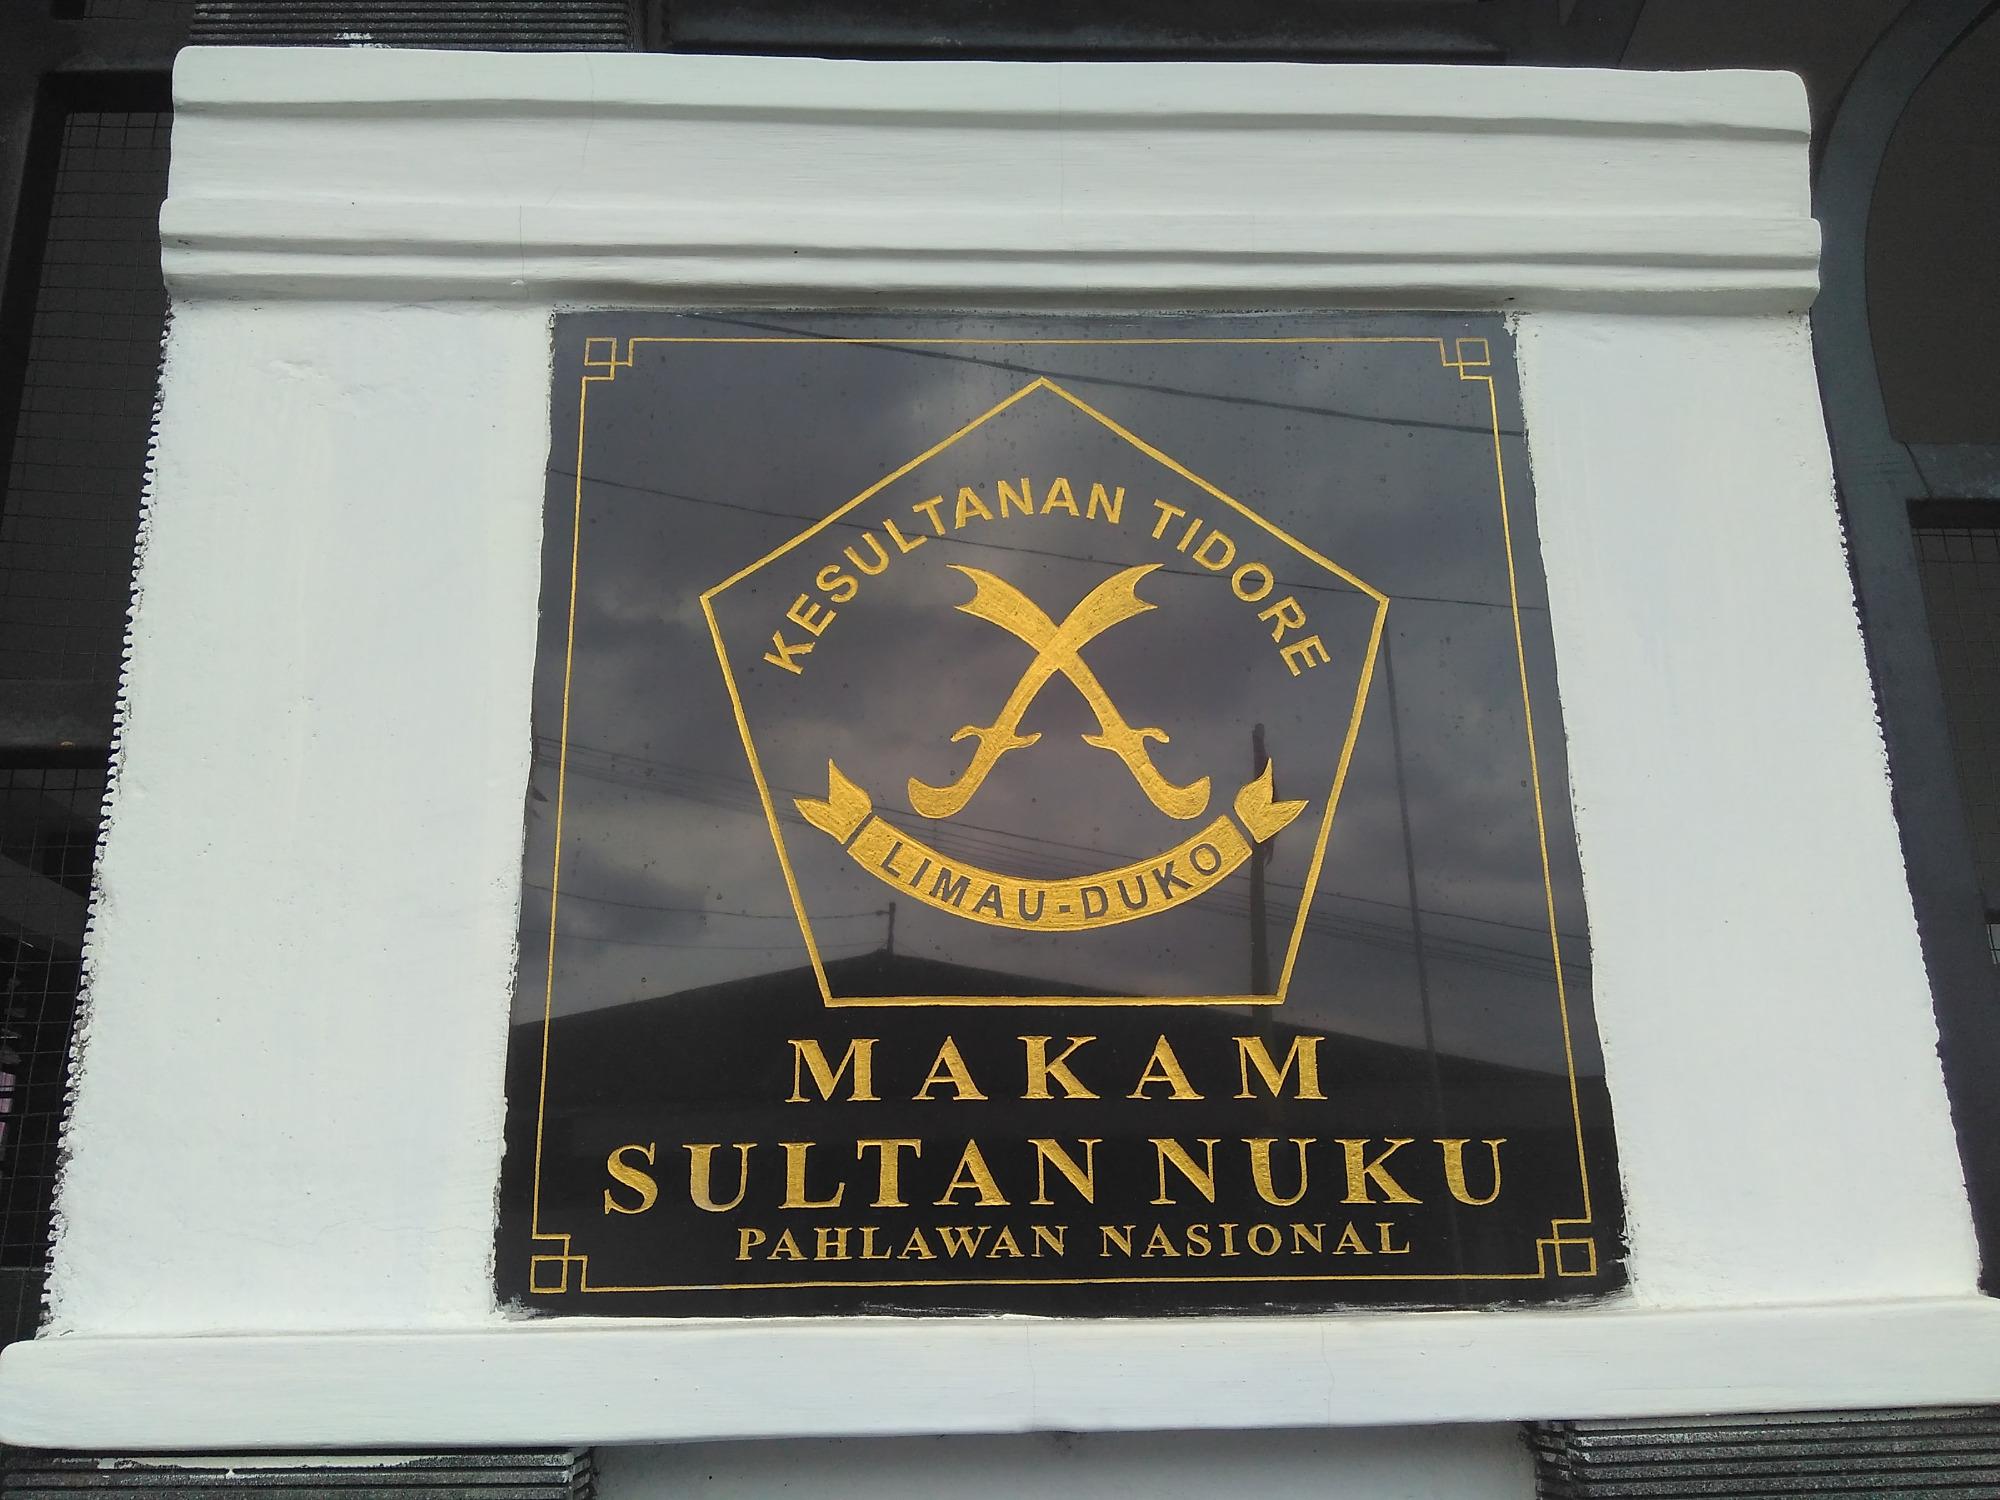 KESULTANAN TIDORE
LIMAU-DUKO
MAKAM
SULTAN NUKU
PAHLAWAN NASIONAL